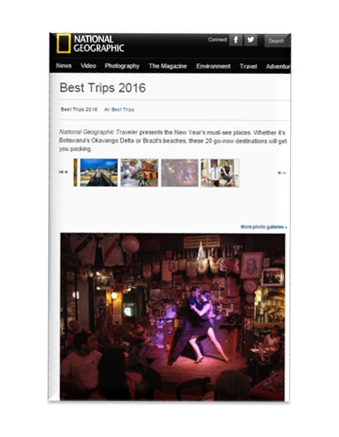 NATIONAL
GEOGRAPHIC
Connect:
Search
News Video Photography The Magazine Environment Travel Adventur
Best Trips 2016
Best Trips 2016 All Best Trips
National Geographic Traveler presents the New Year's must-see places. Whether it's
Botswana's Okavango Delta or Brazil's beaches, these 20 go-now destinations will get
you packing.
More photo galleries »